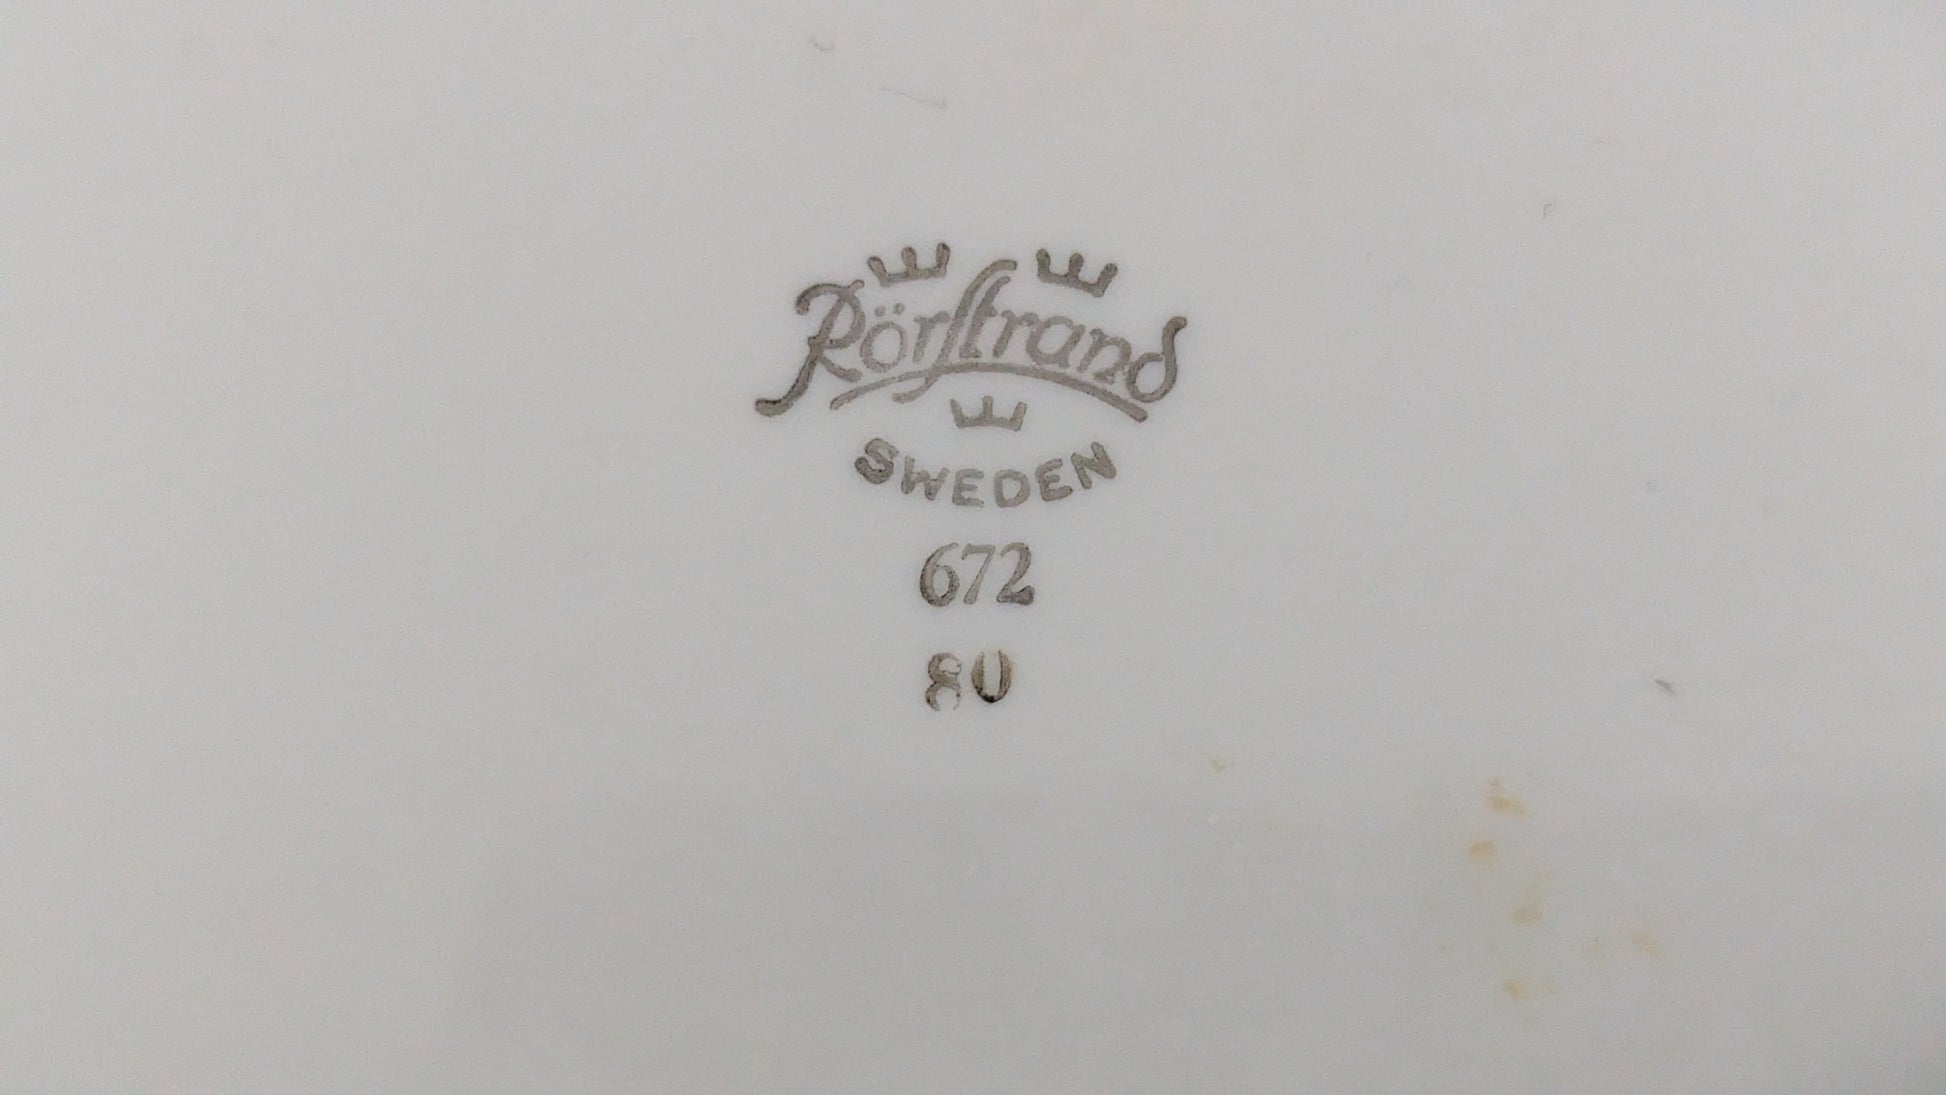 Rörstrand
SWEDEN
672
80